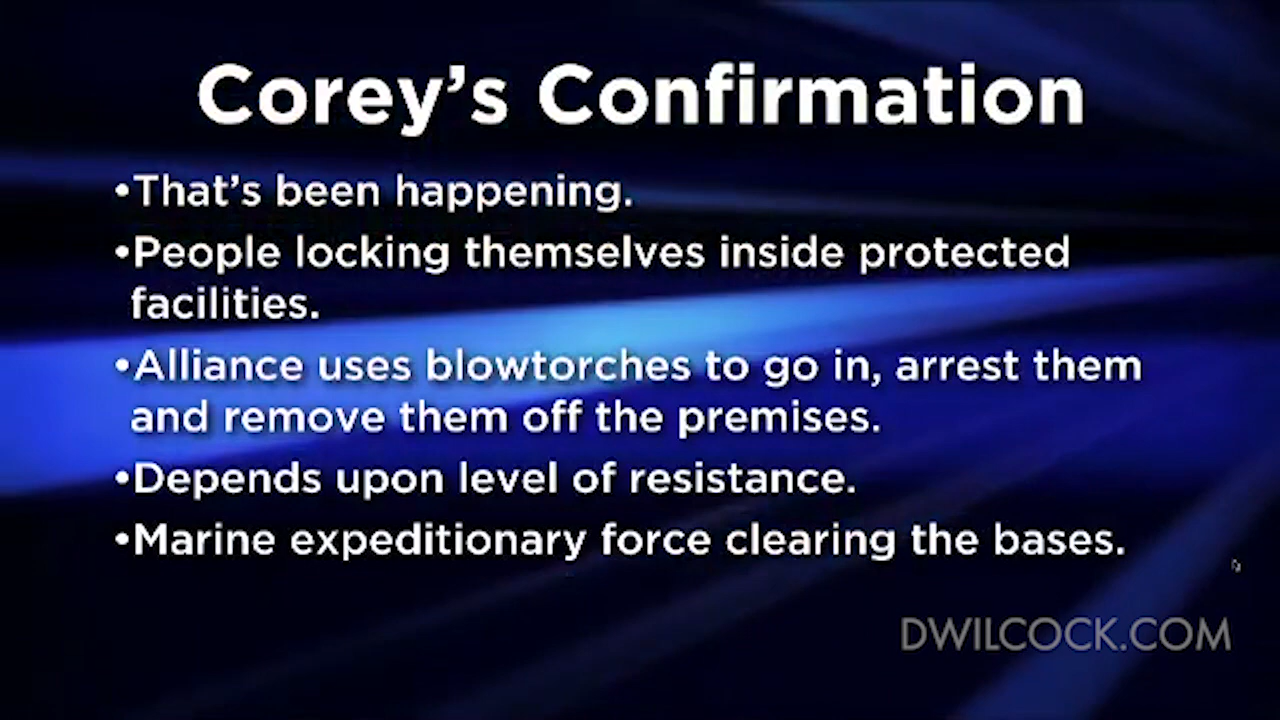 Corey’s Confirmation
•That’s been happening.
•People locking themselves inside protected
facilities.
•Alliance uses blowtorches to go in, arrest them
and remove them off the premises.
•Depends upon level of resistance.
•Marine expeditionary force clearing the bases.
DWILCOCK.COM